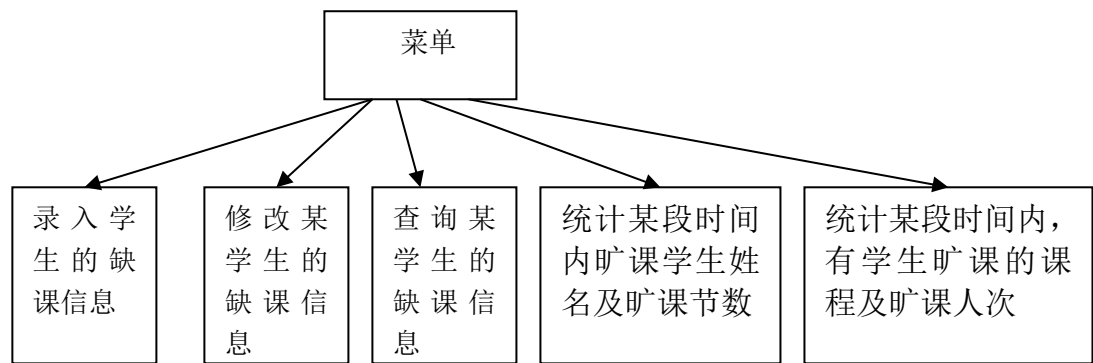 菜单
录入学
生的缺
课信息
修改某
学生的
缺课信
息
查询某
学生的
缺课信
息
统计某段时间
内旷课学生姓
名及旷课节数
统计某段时间内，
有学生旷课的课
程及旷课人次